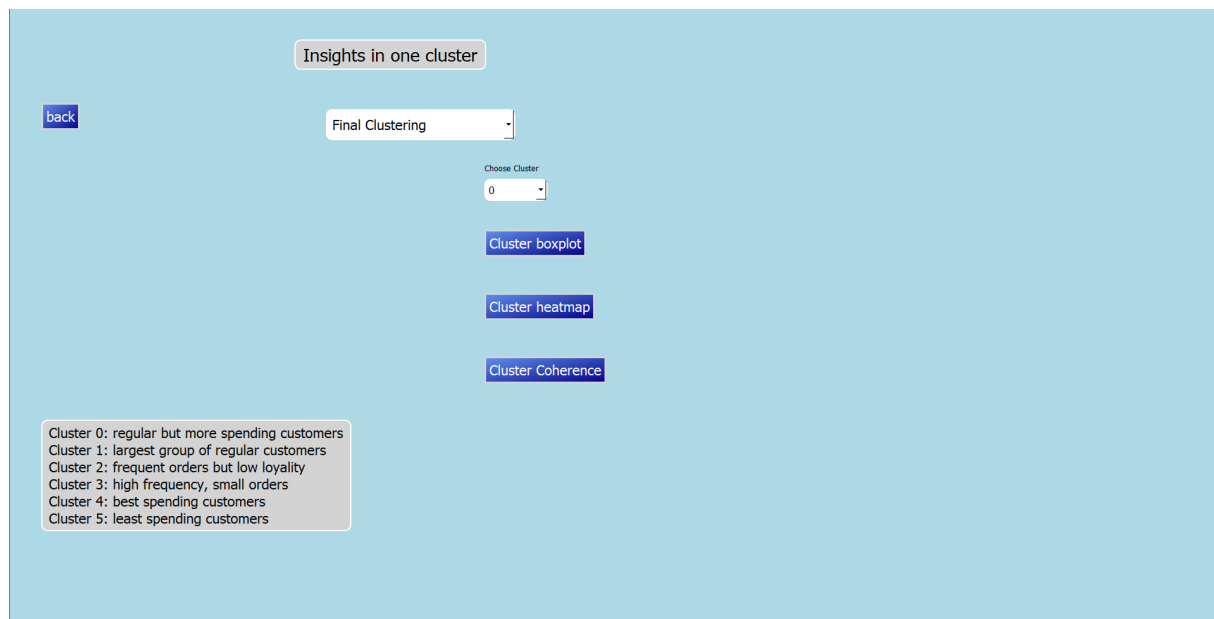 Insights in one cluster
back
Final Clustering
Choose Cluster
0
Cluster boxplot
Cluster heatmap
Cluster Coherence
Cluster 0: regular but more spending customers
Cluster 1: largest group of regular customers
Cluster 2: frequent orders but low loyality
Cluster 3: high frequency, small orders
Cluster 4: best spending customers
Cluster 5: least spending customers